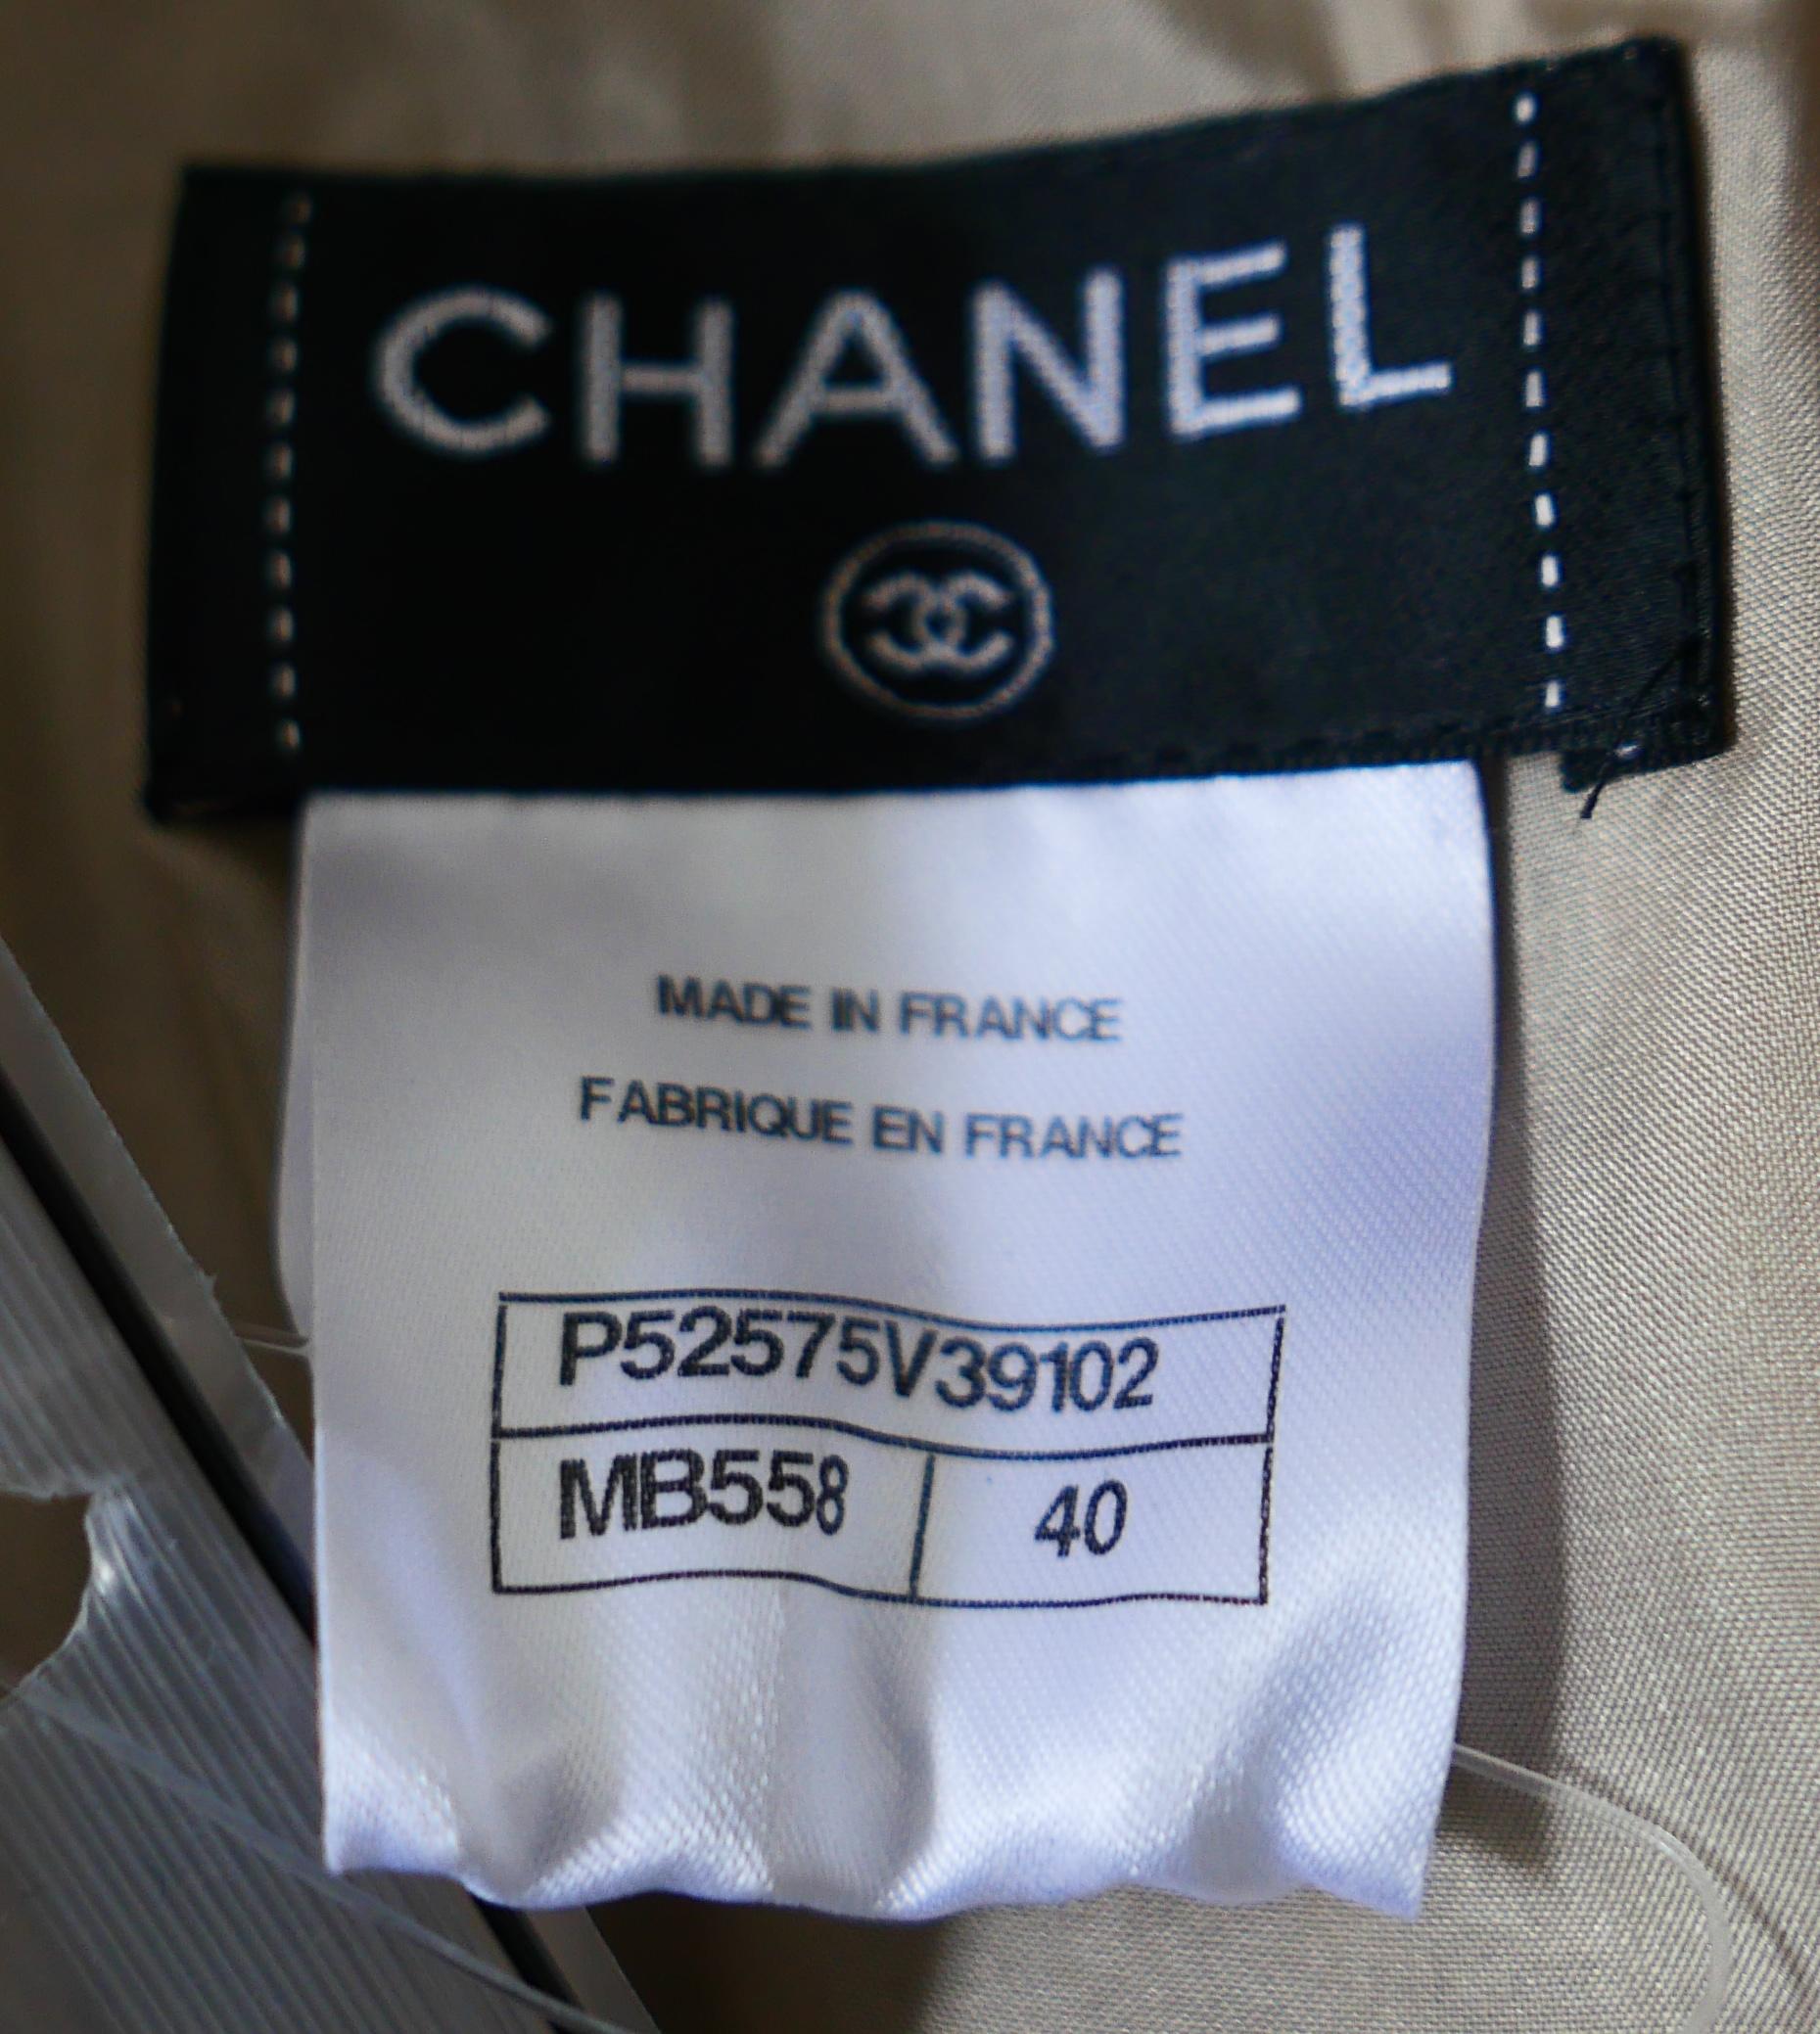 CHANEL
MADE IN FRANCE
FABRIQUE EN FRANCE
P52575V39102
MB558 40